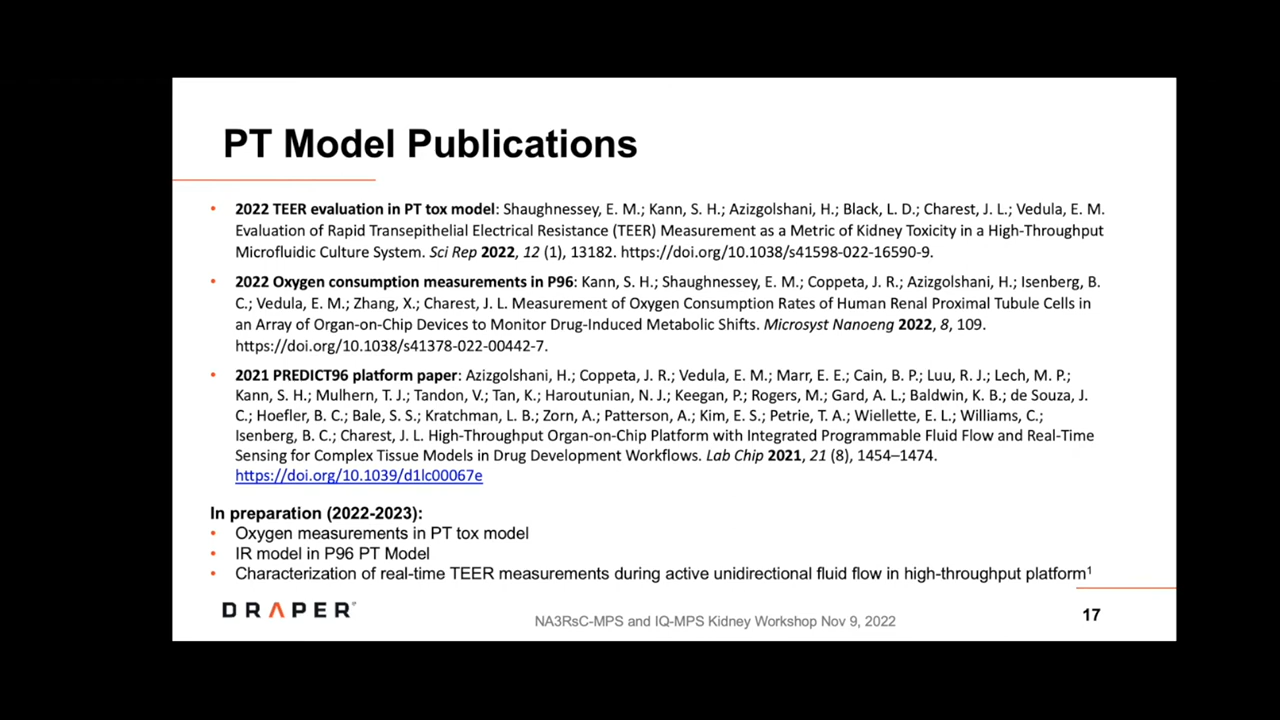 PT Model Publications
• 2022 TEER evaluation in PT tox model: Shaughnessey, E. M.; Kann, S. H.; Azizgolshani, H.; Black, L. D.; Charest, J. L.; Vedula, E. M.
Evaluation of Rapid Transepithelial Electrical Resistance (TEER) Measurement as a Metric of Kidney Toxicity in a High-Throughput
Microfluidic Culture System. Sci Rep 2022, 12 (1), 13182. https://doi.org/10.1038/s41598-022-16590-9.
• 2022 Oxygen consumption measurements in P96: Kann, S. H.; Shaughnessey, E. M.; Coppeta, J. R.; Azizgolshani, H.; Isenberg, B.
C.; Vedula, E. M.; Zhang, X.; Charest, J. L. Measurement of Oxygen Consumption Rates of Human Renal Proximal Tubule Cells in
an Array of Organ-on-Chip Devices to Monitor Drug-Induced Metabolic Shifts. Microsyst Nanoeng 2022, 8, 109.
https://doi.org/10.1038/s41378-022-00442-7.
• 2021 PREDICT96 platform paper: Azizgolshani, H.; Coppeta, J. R.; Vedula, E. M.; Marr, E. E.; Cain, B. P.; Luu, R. J.; Lech, M. P.;
Kann, S. H.; Mulhern, T. J.; Tandon, V.; Tan, K.; Haroutunian, N. J.; Keegan, P.; Rogers, M.; Gard, A. L.; Baldwin, K. B.; de Souza, J.
C.; Hoefler, B. C.; Bale, S. S.; Kratchman, L. B.; Zorn, A.; Patterson, A.; Kim, E. S.; Petrie, T. A.; Wiellette, E. L.; Williams, C.;
Isenberg, B. C.; Charest, J. L. High-Throughput Organ-on-Chip Platform with Integrated Programmable Fluid Flow and Real-Time
Sensing for Complex Tissue Models in Drug Development Workflows. Lab Chip 2021, 21 (8), 1454–1474.
https://doi.org/10.1039/d1lc00067e
In preparation (2022-2023):
• Oxygen measurements in PT tox model
• IR model in P96 PT Model
• Characterization of real-time TEER measurements during active unidirectional fluid flow in high-throughput platform¹
DRAPER
NA3RsC-MPS and IQ-MPS Kidney Workshop Nov 9, 2022
17